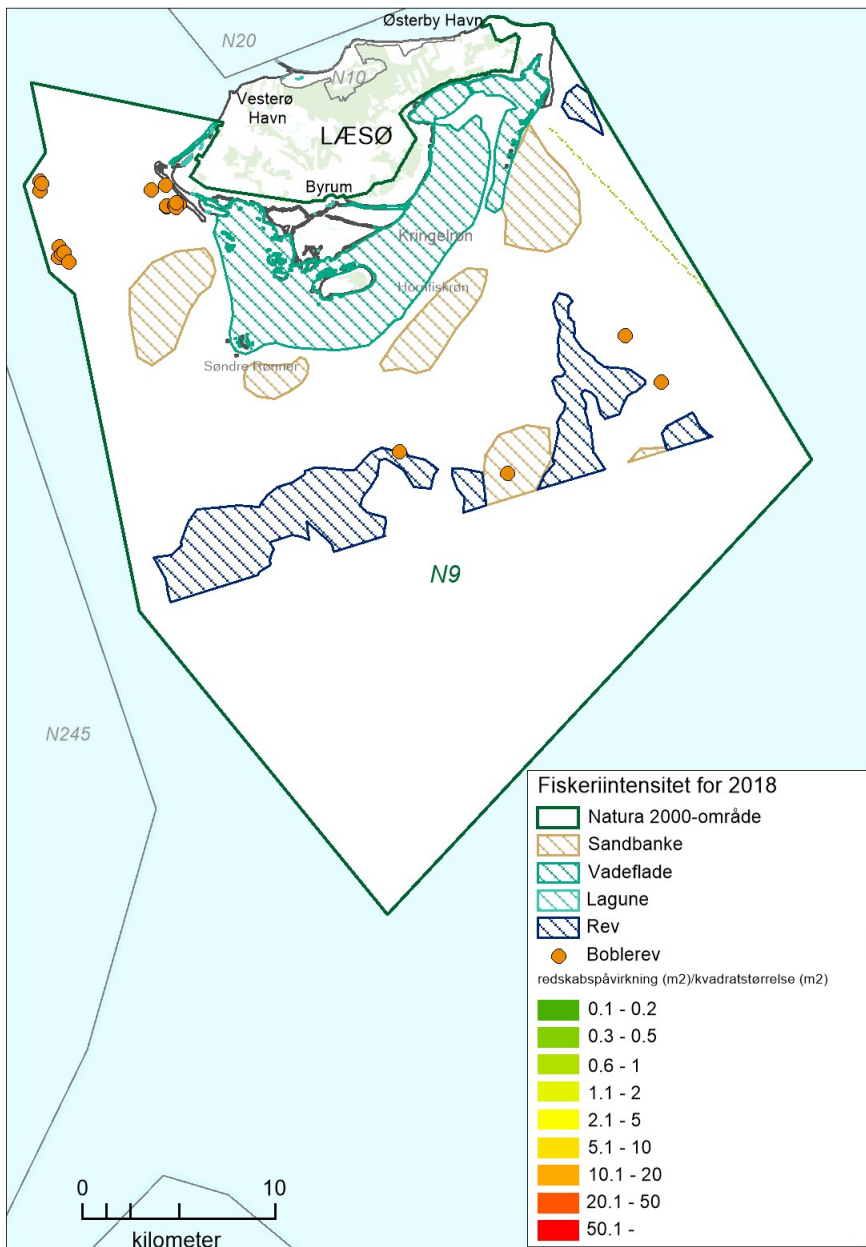 Østerby Havn
N20
N10
Vesterø
Havn
LÆSØ
Byrum
Kringelrøn
Hornfiskrøn
Søndre Rønner
N9
N245
Fiskeriintensitet for 2018
Natura 2000-område
Sandbanke
Vadeflade
Lagune
Rev
Boblerev
redskabspåvirkning (m2)/kvadratstørrelse (m2)
0.1 - 0.2
0.3 - 0.5
0.6 - 1
1.1 - 2
2.1 - 5
5.1 - 10
10.1 - 20
20.1 - 50
50.1 -
0 10
kilometer